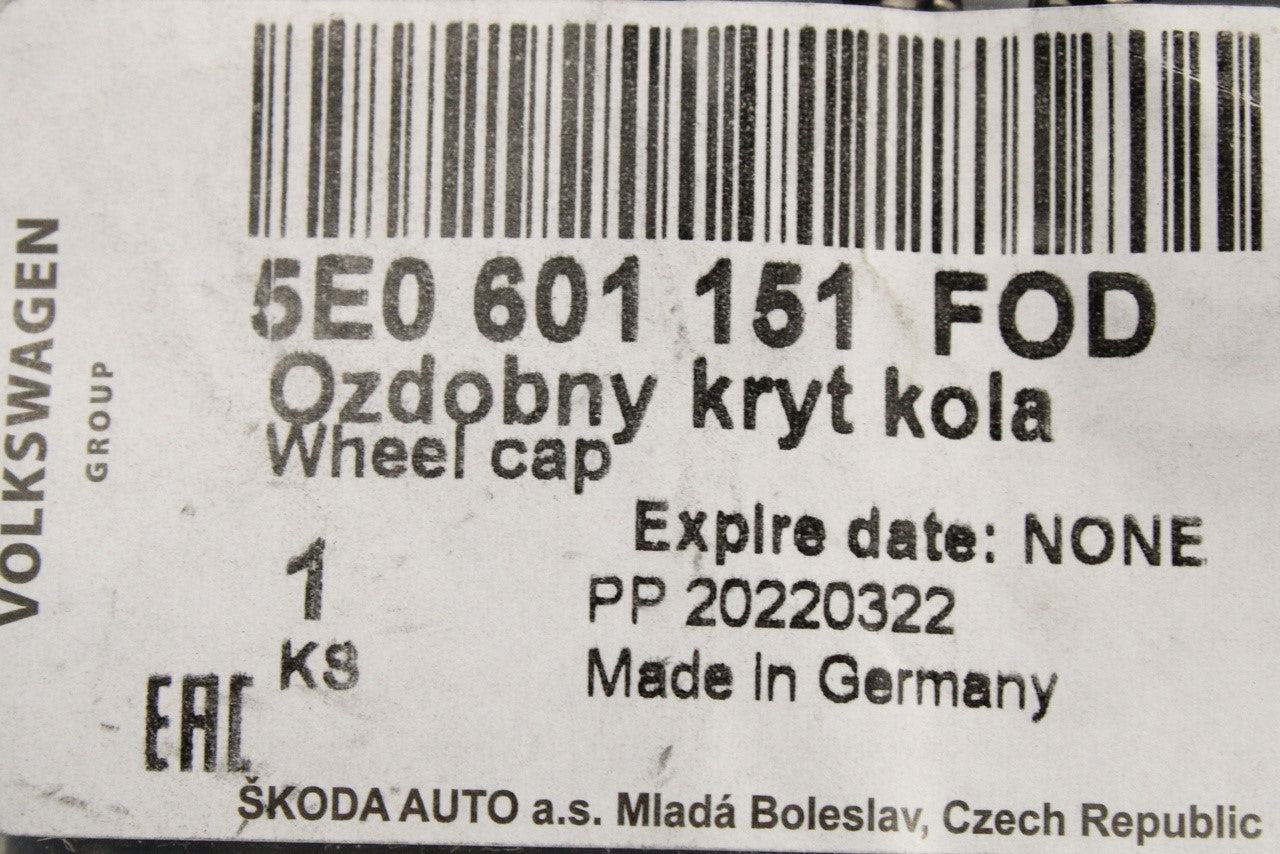 VOLKSWAGEN
GROUP
5E0 601 151 FOD
Ozdobny kryt kola
Wheel cap
Expire date: NONE
1
PP 20220322
KS
Made in Germany
EAC
ŠKODA AUTO a.s. Mladá Boleslav, Czech Republic